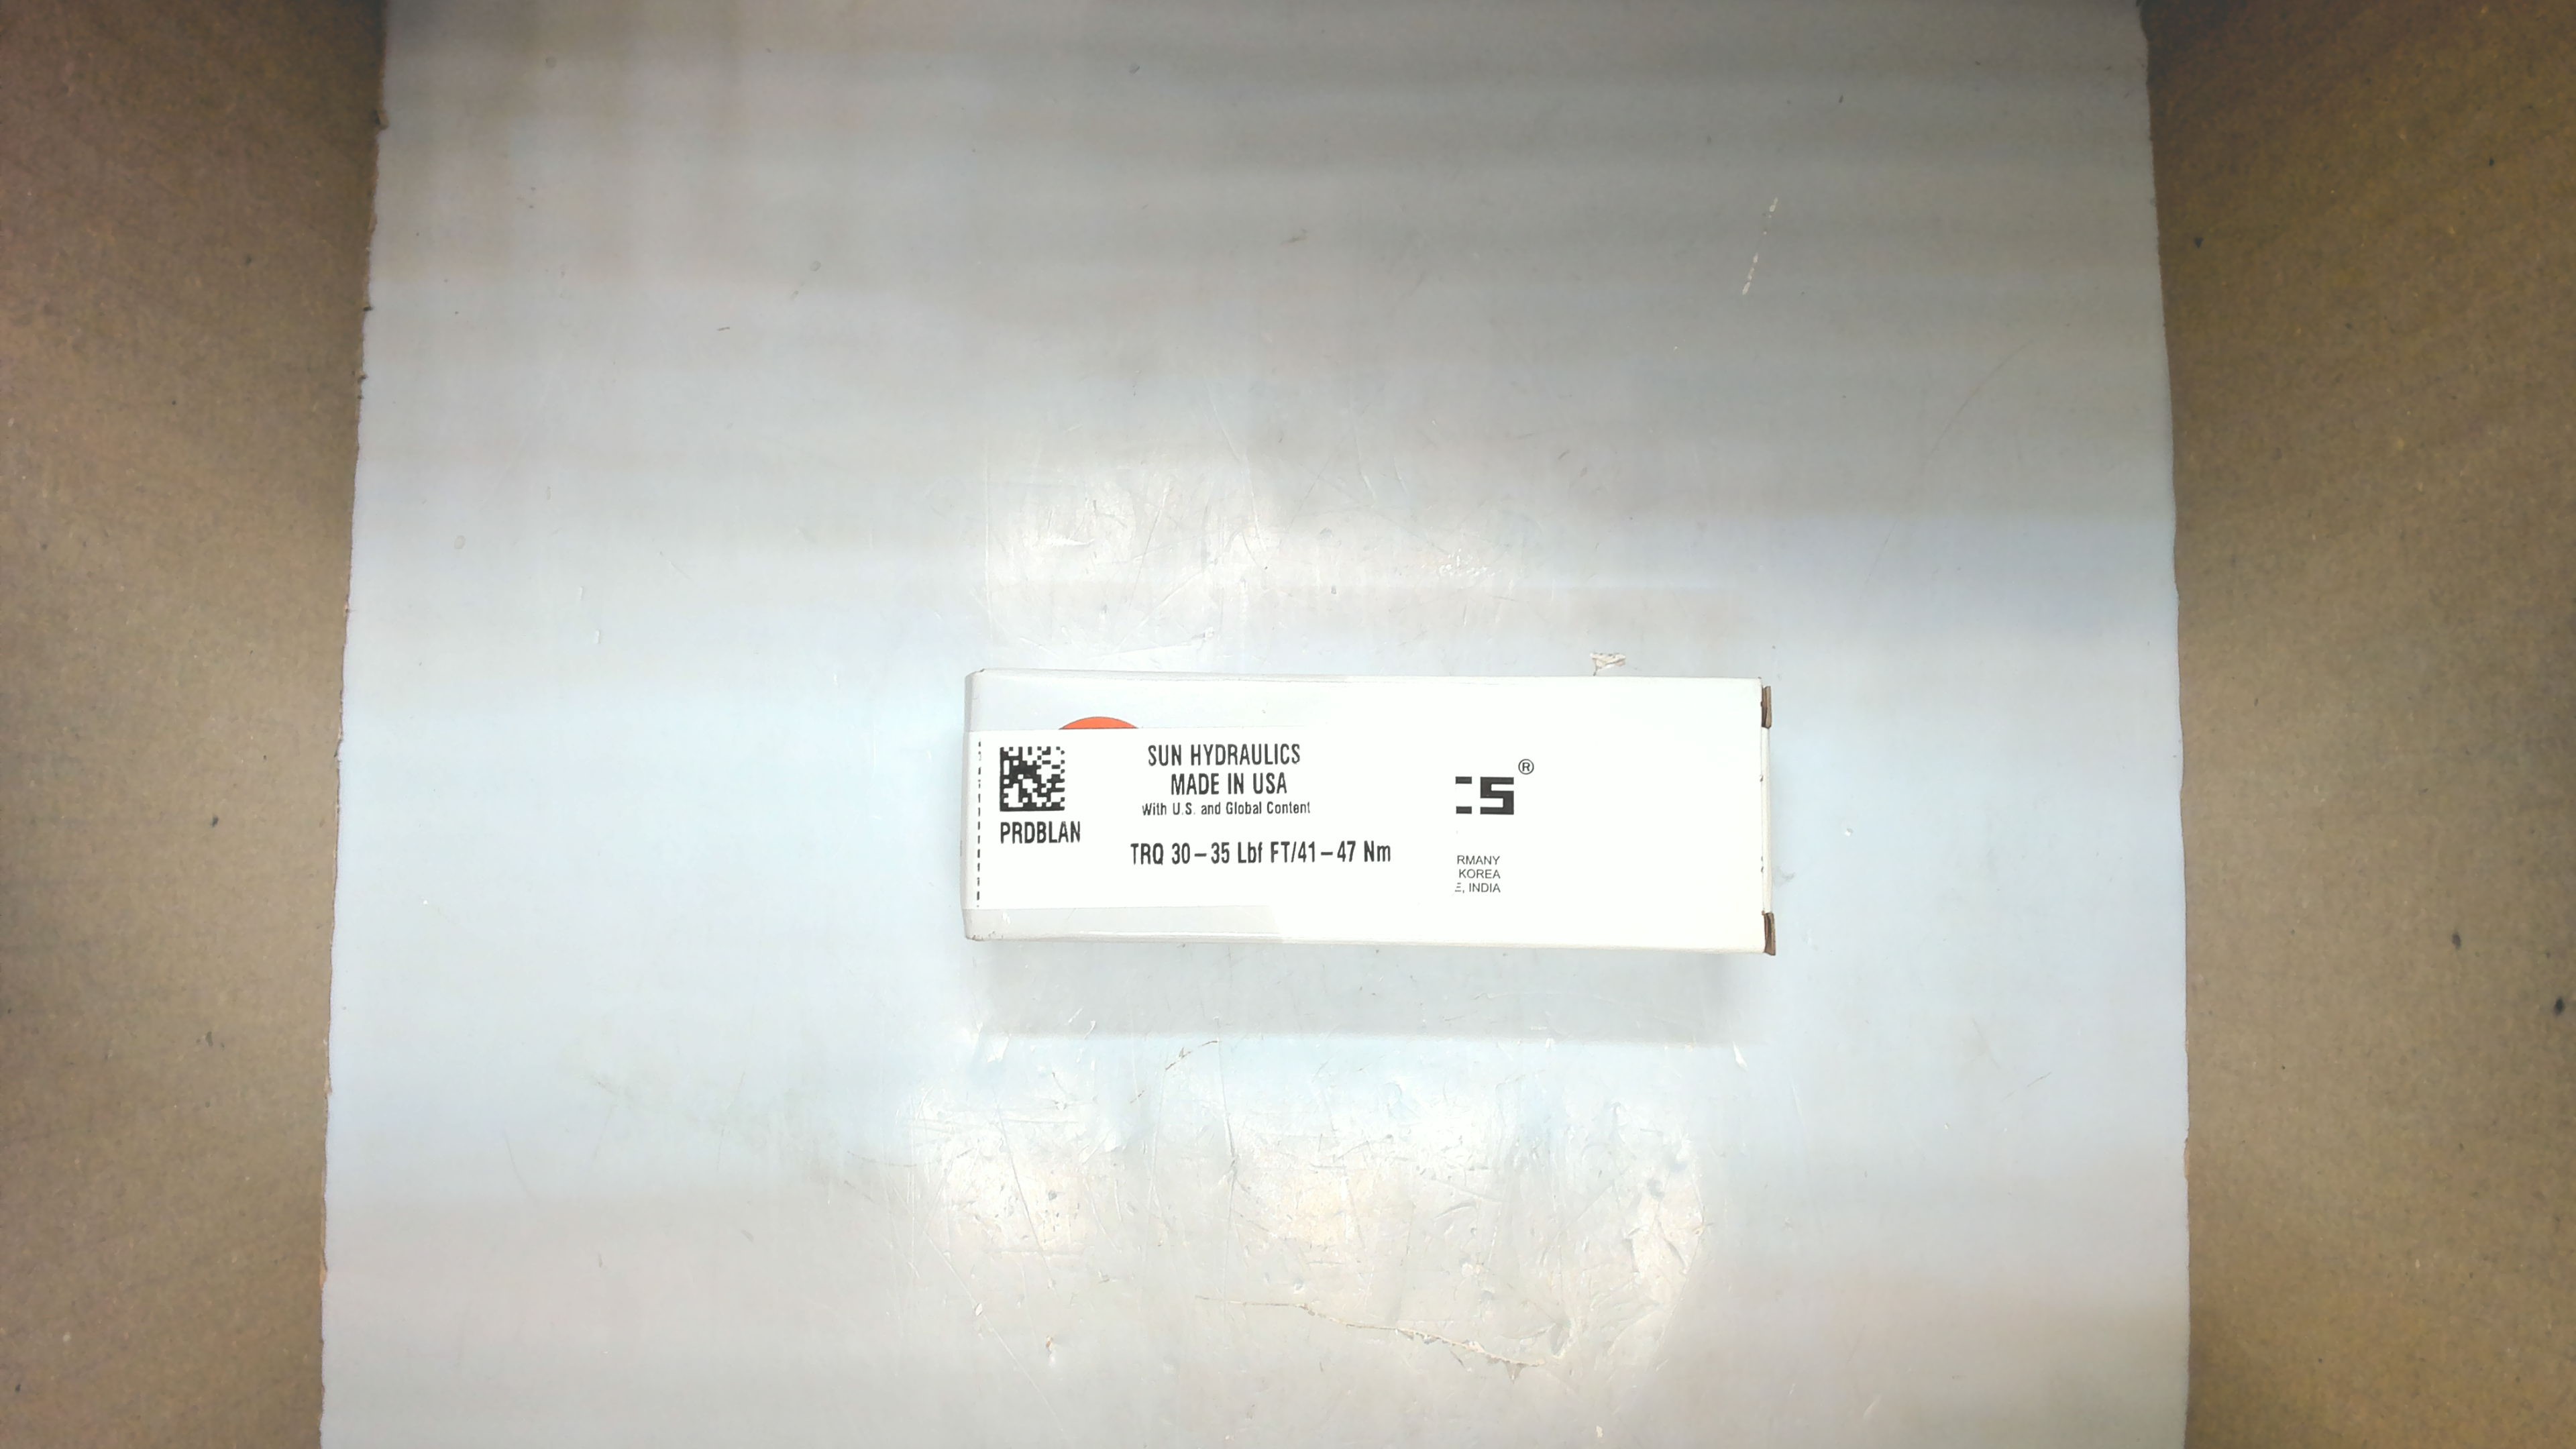 SUN HYDRAULICS
MADE IN USA
With U.S. and Global Content
PRDBLAN
TRQ 30-35 Lbf FT/41-47 Nm
S®
RMANY
KOREA
E, INDIA